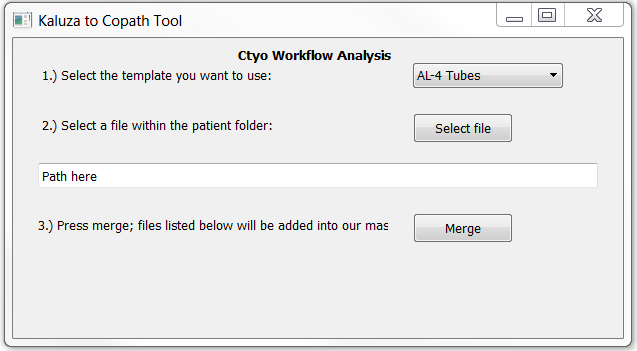 Kaluza to Copath Tool
Ctyo Workflow Analysis
1.) Select the template you want to use:
AL-4 Tubes
2.) Select a file within the patient folder:
Select file
Path here
3.) Press merge; files listed below will be added into our mas
Merge